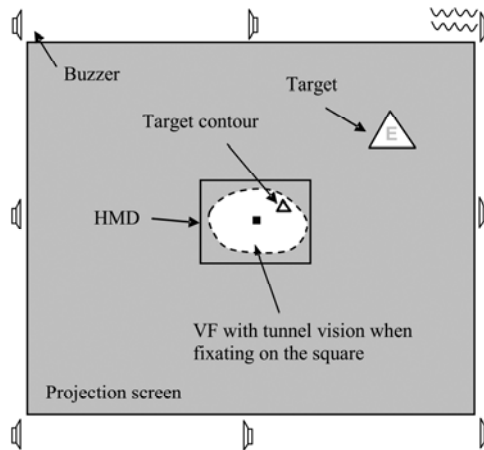 Buzzer
Target
E
Target contour
HMD
VF with tunnel vision when
fixating on the square
Projection screen